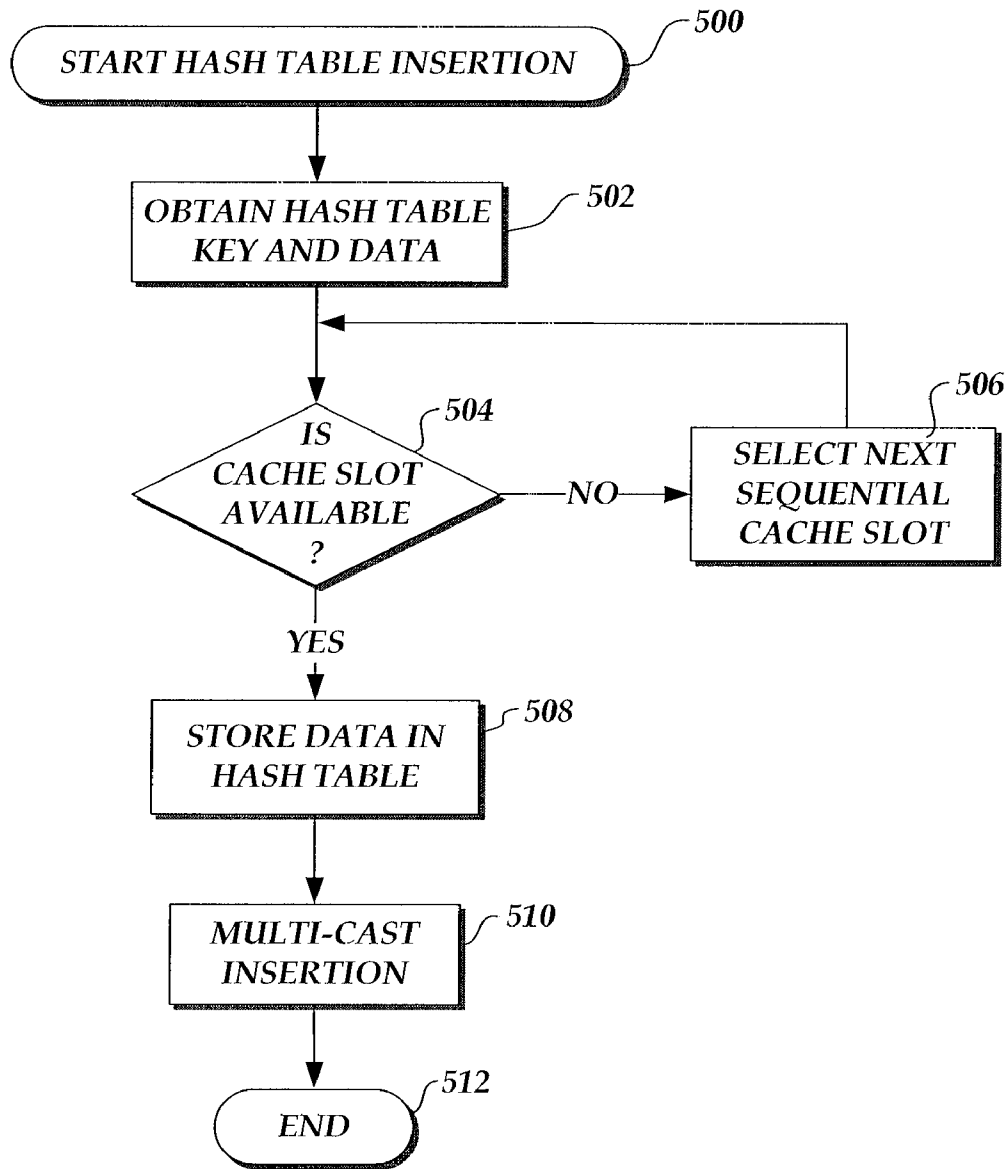 500
START HASH TABLE INSERTION
502
OBTAIN HASH TABLE
KEY AND DATA
504
IS
CACHE SLOT
AVAILABLE
?
NO
506
SELECT NEXT
SEQUENTIAL
CACHE SLOT
YES
508
STORE DATA IN
HASH TABLE
510
MULTI-CAST
INSERTION
512
END